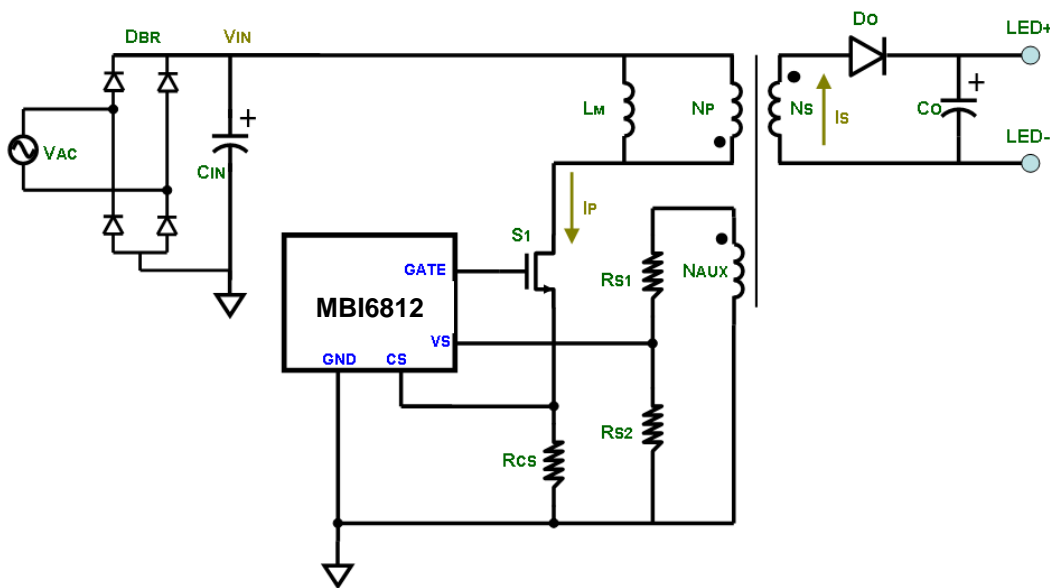 DBR
VIN
DO
LED+
VAC
CIN
+
LM
NP
NS
IS
CO
+
LED-
S1
IP
GATE
MBI6812
VS
GND
CS
RS1
NAUX
RS2
RCS